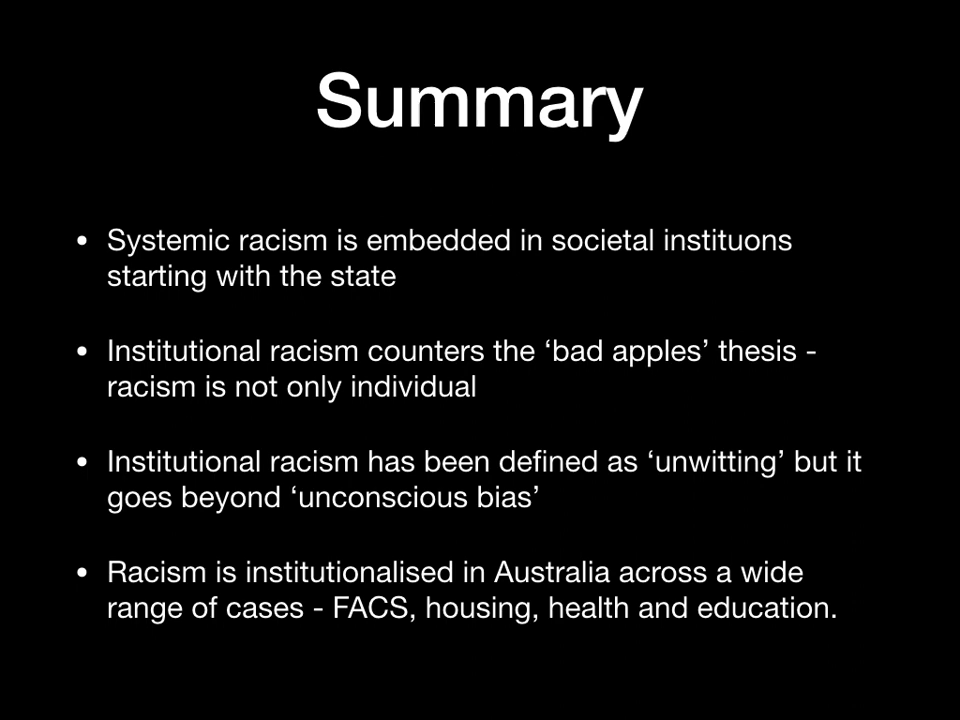 Summary
• Systemic racism is embedded in societal instituons
starting with the state
• Institutional racism counters the ‘bad apples’ thesis -
racism is not only individual
• Institutional racism has been defined as ‘unwitting’ but it
goes beyond ‘unconscious bias’
• Racism is institutionalised in Australia across a wide
range of cases - FACS, housing, health and education.